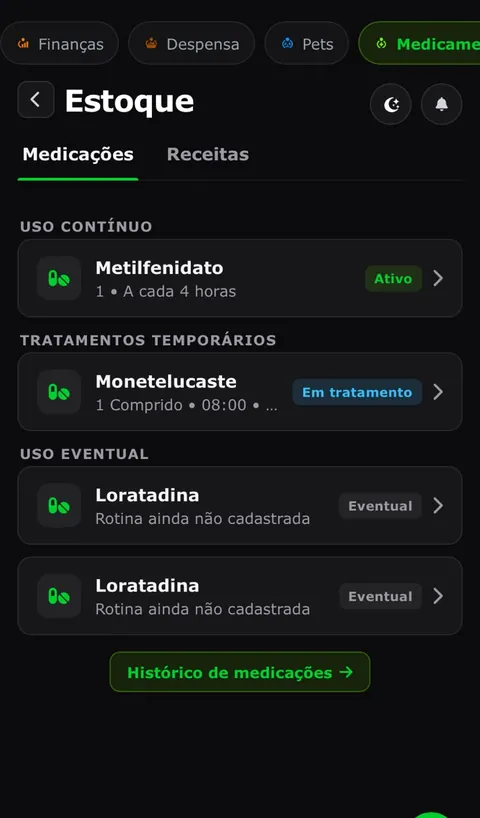 Finanças
Despensa
Pets
Medicame
Estoque
Medicações
Receitas
USO CONTÍNUO
Metilfenidato
1 • A cada 4 horas
Ativo
TRATAMENTOS TEMPORÁRIOS
Monetelucaste
1 Comprido • 08:00 • ...
Em tratamento
USO EVENTUAL
Loratadina
Rotina ainda não cadastrada
Eventual
Loratadina
Rotina ainda não cadastrada
Eventual
Histórico de medicações →